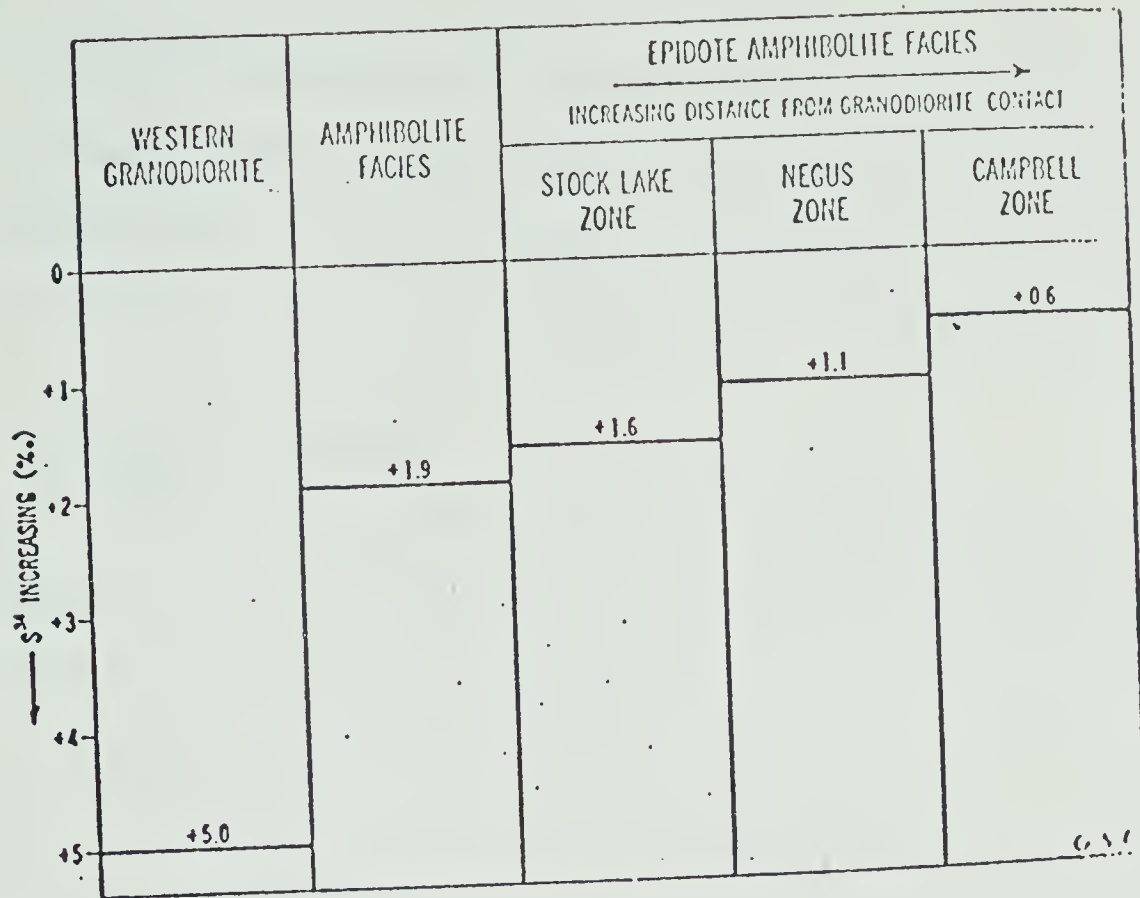 EPIDOTE AMPHIBOLITE FACIES
INCREASING DISTANCE FROM GRANODIORITE CONTACT
WESTERN
GRANODIORITE
AMPHIBOLITE
FACIES
STOCK LAKE
ZONE
NEGUS
ZONE
CAMPBELL
ZONE
S³⁴ INCREASING (‰)
0
+1
+2
+3
+4
+5
+5.0
+1.9
+1.6
+1.1
+0.6